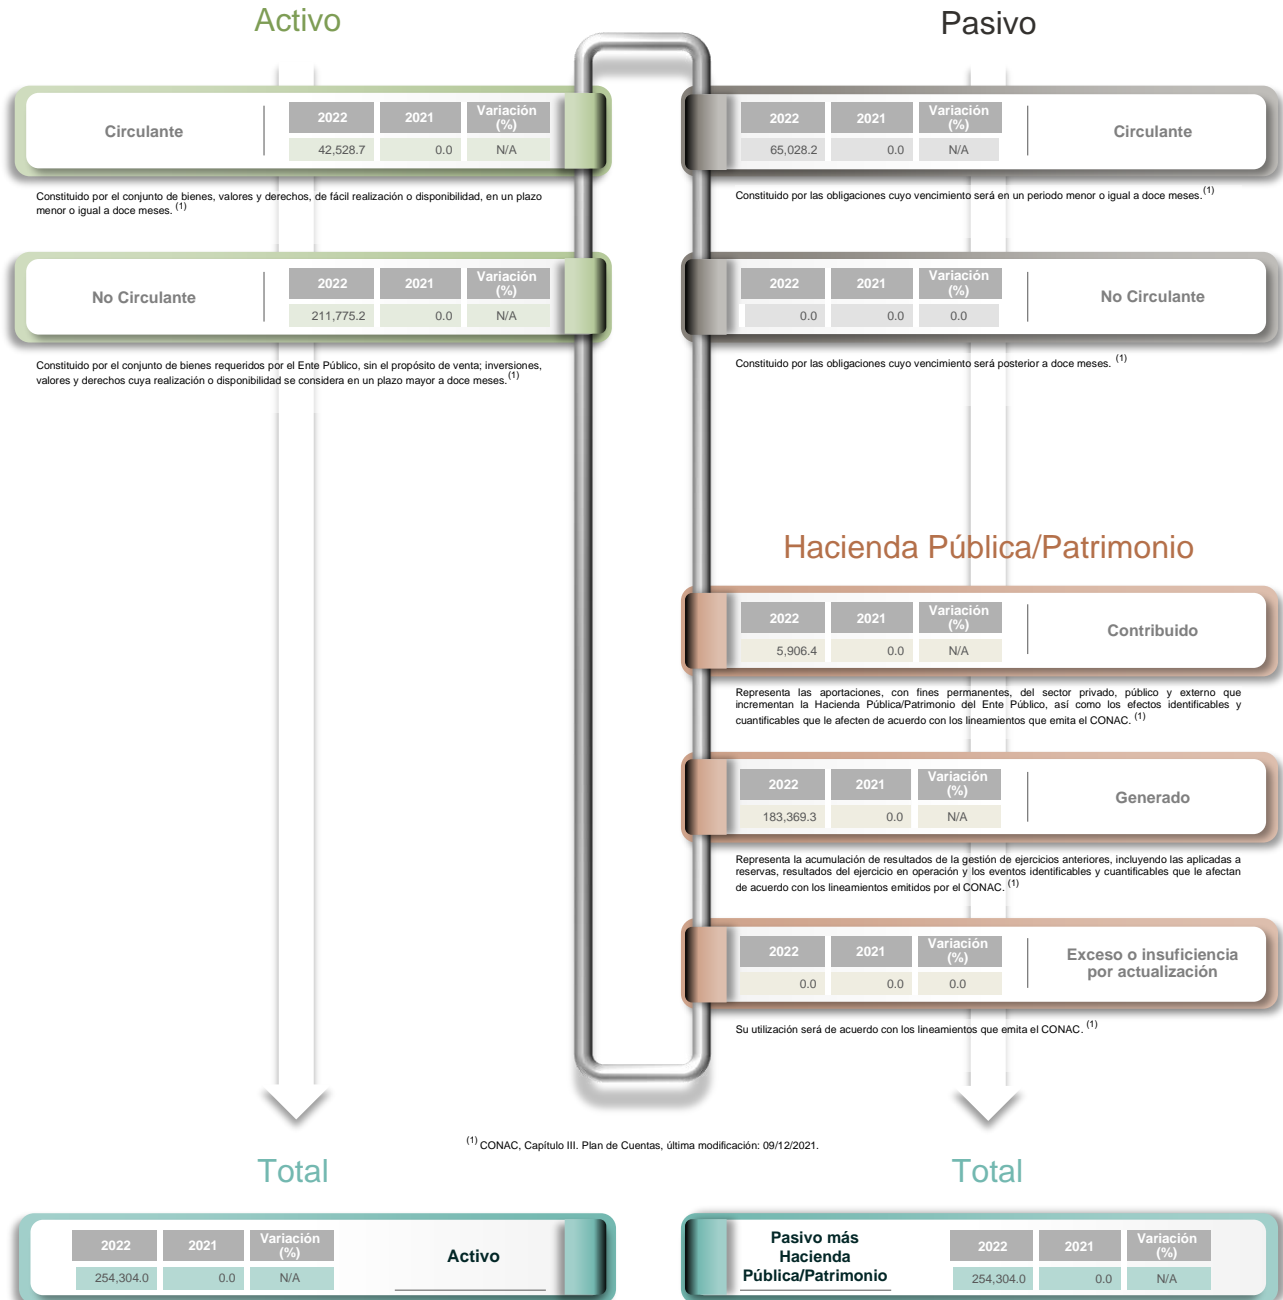 Activo
Circulante
2022 2021 Variación (%)
42,528.7 0.0 N/A
Constituido por el conjunto de bienes, valores y derechos, de fácil realización o disponibilidad, en un plazo
menor o igual a doce meses. (1)
No Circulante
2022 2021 Variación (%)
211,775.2 0.0 N/A
Constituido por el conjunto de bienes requeridos por el Ente Público, sin el propósito de venta; inversiones,
valores y derechos cuya realización o disponibilidad se considera en un plazo mayor a doce meses. (1)
Pasivo
2022 2021 Variación (%)
65,028.2 0.0 N/A
Circulante
Constituido por las obligaciones cuyo vencimiento será en un periodo menor o igual a doce meses. (1)
2022 2021 Variación (%)
0.0 0.0 0.0
No Circulante
Constituido por las obligaciones cuyo vencimiento será posterior a doce meses. (1)
Hacienda Pública/Patrimonio
2022 2021 Variación (%)
5,906.4 0.0 N/A
Contribuido
Representa las aportaciones, con fines permanentes, del sector privado, público y externo que
incrementan la Hacienda Pública/Patrimonio del Ente Público, así como los efectos identificables y
cuantificables que le afecten de acuerdo con los lineamientos que emita el CONAC. (1)
2022 2021 Variación (%)
183,369.3 0.0 N/A
Generado
Representa la acumulación de resultados de la gestión de ejercicios anteriores, incluyendo las aplicadas a
reservas, resultados del ejercicio en operación y los eventos identificables y cuantificables que le afectan
de acuerdo con los lineamientos emitidos por el CONAC. (1)
2022 2021 Variación (%)
0.0 0.0 0.0
Exceso o insuficiencia
por actualización
Su utilización será de acuerdo con los lineamientos que emita el CONAC. (1)
(1) CONAC, Capítulo III. Plan de Cuentas, última modificación: 09/12/2021.
Total
2022 2021 Variación (%)
254,304.0 0.0 N/A
Activo
Total
Pasivo más
Hacienda
Pública/Patrimonio
2022 2021 Variación (%)
254,304.0 0.0 N/A